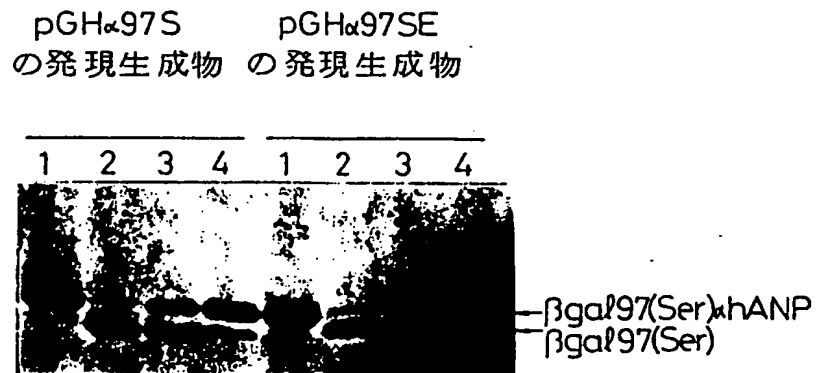 pGHα97S pGHα97SE
の発現生成物 の発現生成物
1 2 3 4 1 2 3 4
βgal97(Ser)αhANP
βgal97(Ser)